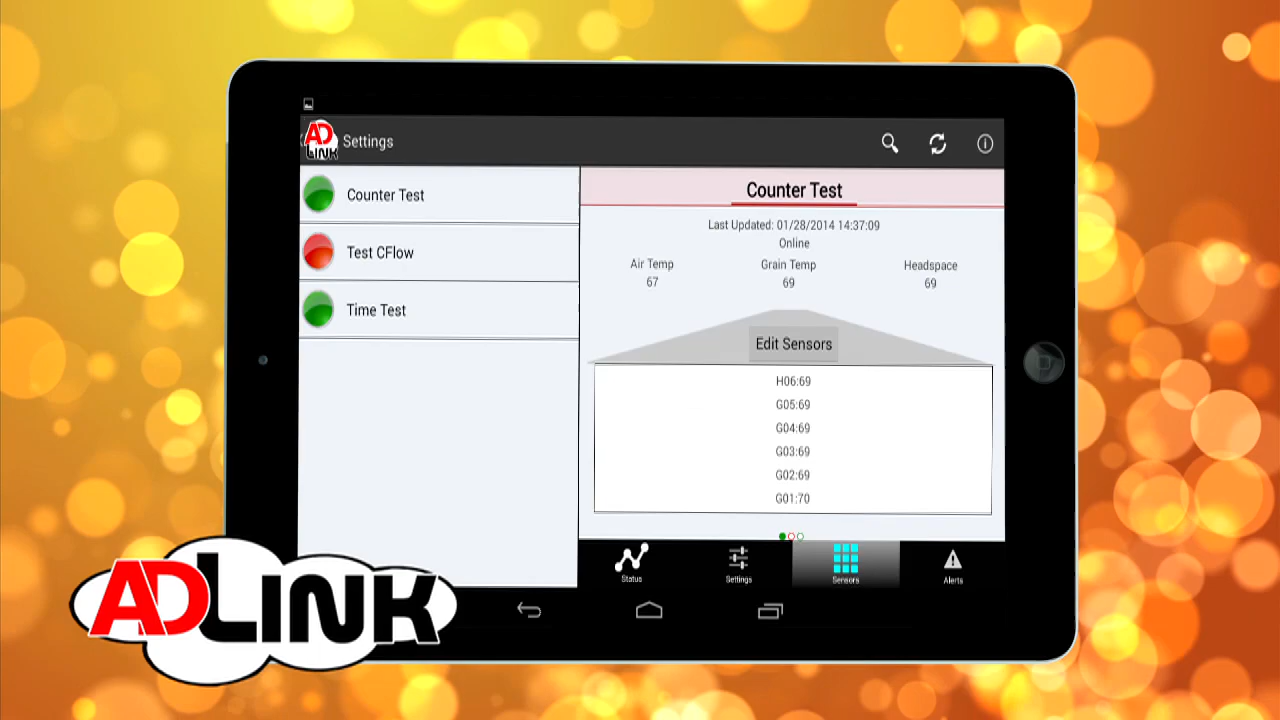 AD
LINK
Settings
Counter Test
Test CFlow
Time Test
Counter Test
Last Updated: 01/28/2014 14:37:09
Online
Air Temp Grain Temp Headspace
67 69 69
Edit Sensors
H06:69
G05:69
G04:69
G03:69
G02:69
G01:70
Status Settings Sensors Alerts
ADLINK